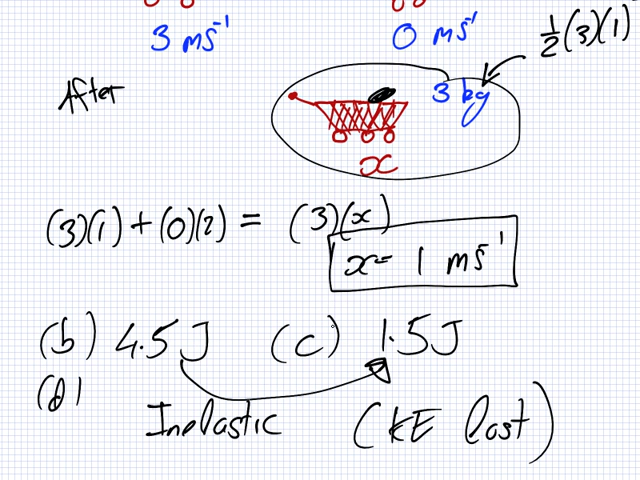 3 ms⁻¹ 0 ms⁻¹ ½(3)(1)
After 3 kg
x
(3)(1) + (0)(2) = (3)(x)
x = 1 ms⁻¹
(b) 4.5 J (c) 1.5 J
(d)
Inelastic (KE lost)